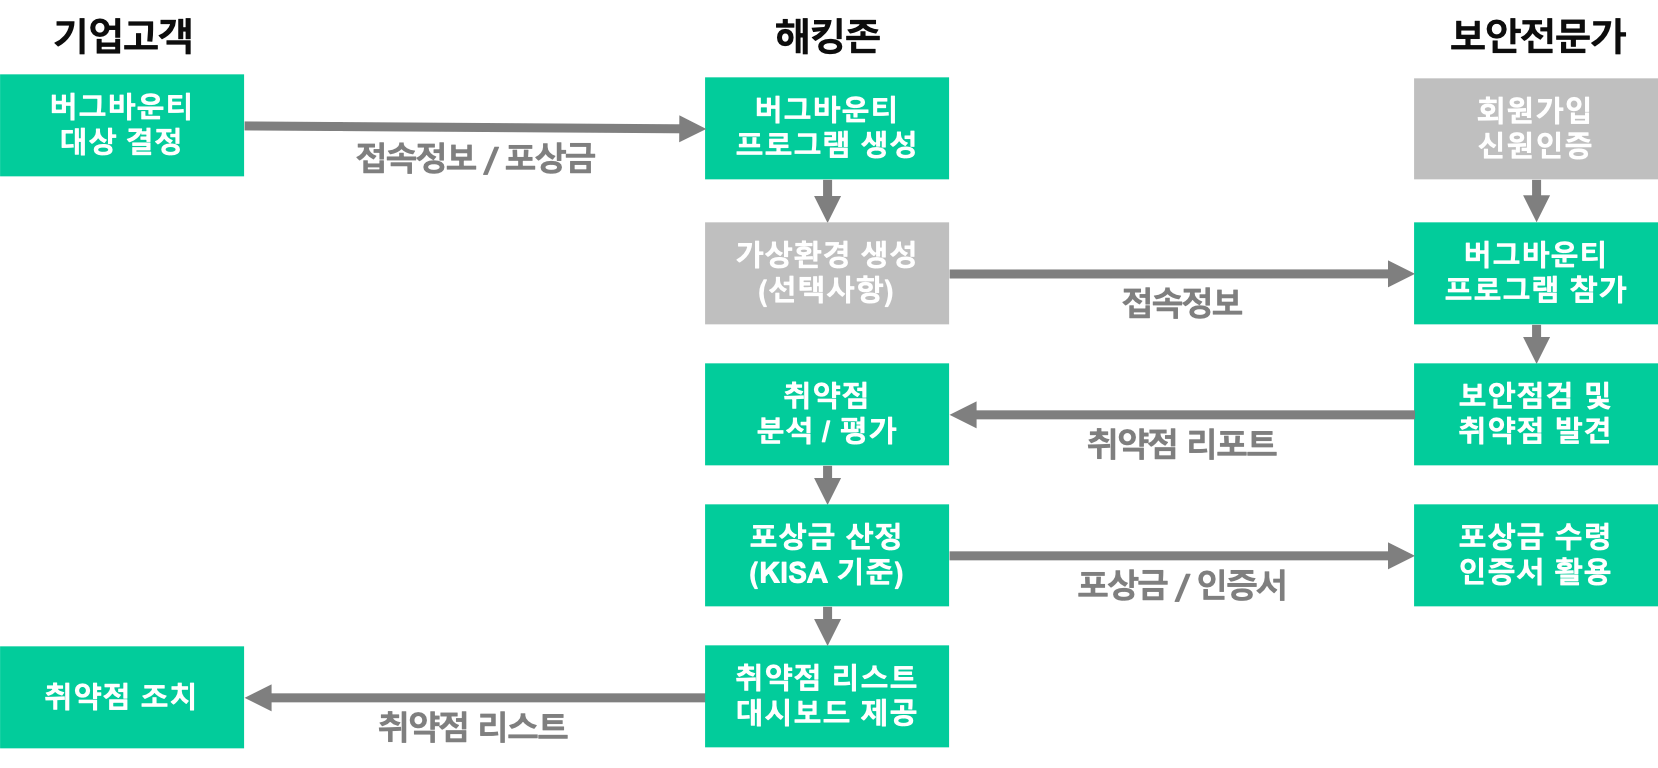 기업고객
해킹존
보안전문가
버그바운티
대상 결정
접속정보 / 포상금
버그바운티
프로그램 생성
회원가입
신원인증
가상환경 생성
(선택사항)
접속정보
버그바운티
프로그램 참가
취약점
분석 / 평가
취약점 리포트
보안점검 및
취약점 발견
포상금 산정
(KISA 기준)
포상금 / 인증서
포상금 수령
인증서 활용
취약점 조치
취약점 리스트
취약점 리스트
대시보드 제공